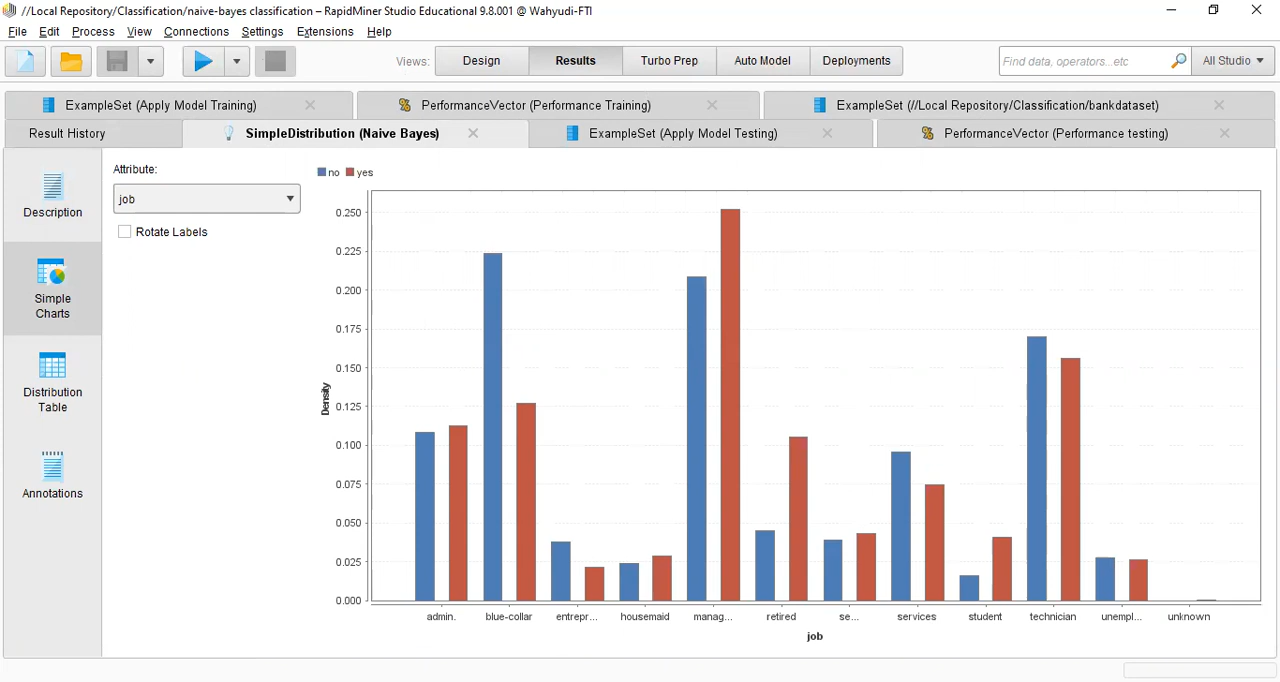 //Local Repository/Classification/naive-bayes classification – RapidMiner Studio Educational 9.8.001 @ Wahyudi-FTI
File Edit Process View Connections Settings Extensions Help
Views: Design Results Turbo Prep Auto Model Deployments Find data, operators...etc All Studio
ExampleSet (Apply Model Training) PerformanceVector (Performance Training) ExampleSet (//Local Repository/Classification/bankdataset)
Result History SimpleDistribution (Naive Bayes) ExampleSet (Apply Model Testing) PerformanceVector (Performance testing)
Description
Simple
Charts
Distribution
Table
Annotations
Attribute:
job
Rotate Labels
no yes
0.250
0.225
0.200
0.175
0.150
0.125
0.100
0.075
0.050
0.025
0.000
Density
admin. blue-collar entrepr... housemaid manag... retired se... services student technician unempl... unknown
job